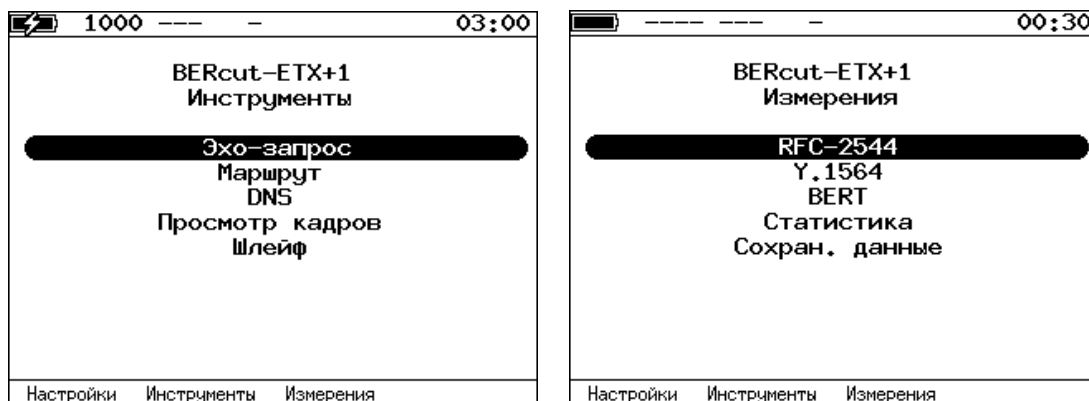 1000 --- – 03:00
BERcut-ETX+1
Инструменты
Эхо-запрос
Маршрут
DNS
Просмотр кадров
Шлейф
Настройки Инструменты Измерения
---- --- – 00:30
BERcut-ETX+1
Измерения
RFC-2544
Y.1564
BERT
Статистика
Сохран. данные
Настройки Инструменты Измерения